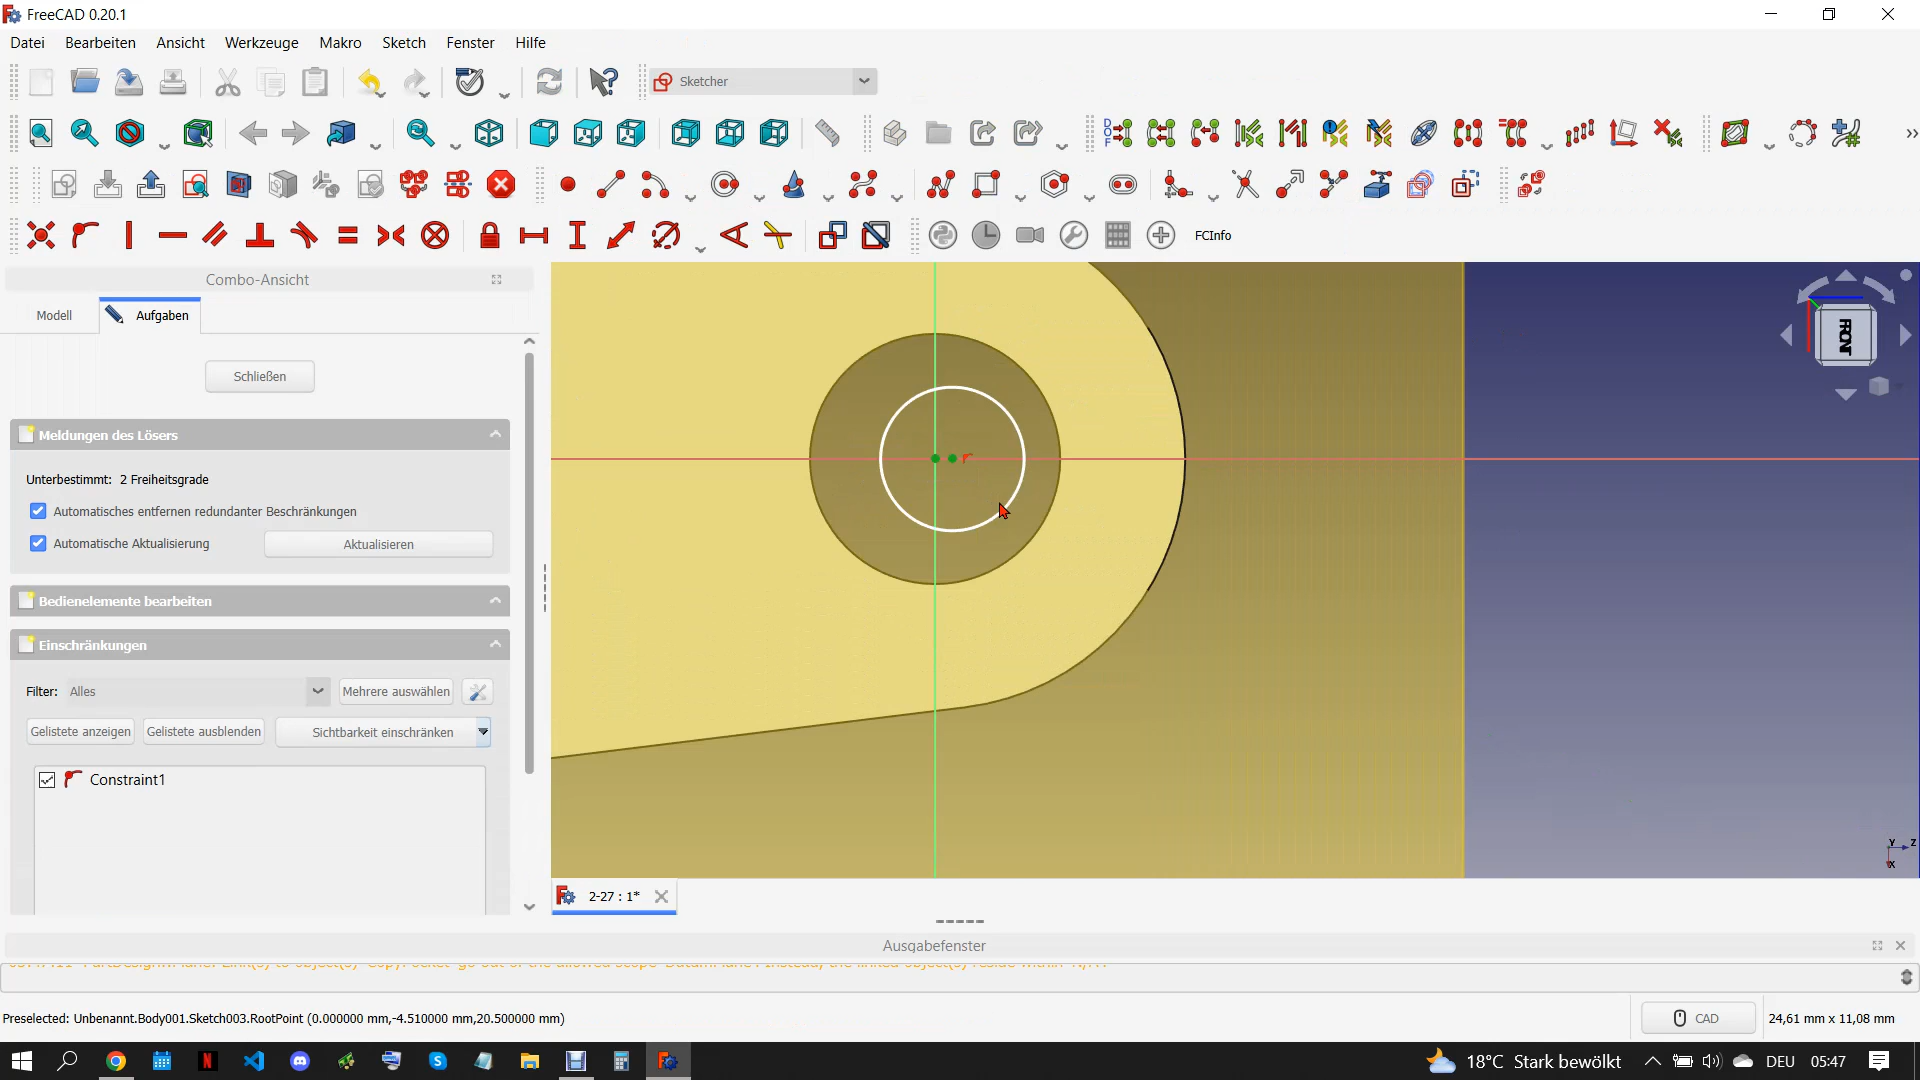 FreeCAD 0.20.1
Datei Bearbeiten Ansicht Werkzeuge Makro Sketch Fenster Hilfe
Sketcher
FCInfo
Combo-Ansicht
Modell Aufgaben
Schließen
Meldungen des Lösers
Unterbestimmt: 2 Freiheitsgrade
Automatisches entfernen redundanter Beschränkungen
Automatische Aktualisierung Aktualisieren
Bedienelemente bearbeiten
Einschränkungen
Filter: Alles Mehrere auswählen
Gelistete anzeigen Gelistete ausblenden Sichtbarkeit einschränken
Constraint1
FRONT
Y Z
X
2-27 : 1*
Ausgabefenster
Preselected: Unbenannt.Body001.Sketch003.RootPoint (0.000000 mm,-4.510000 mm,20.500000 mm)
CAD 24,61 mm x 11,08 mm
18°C Stark bewölkt DEU 05:47